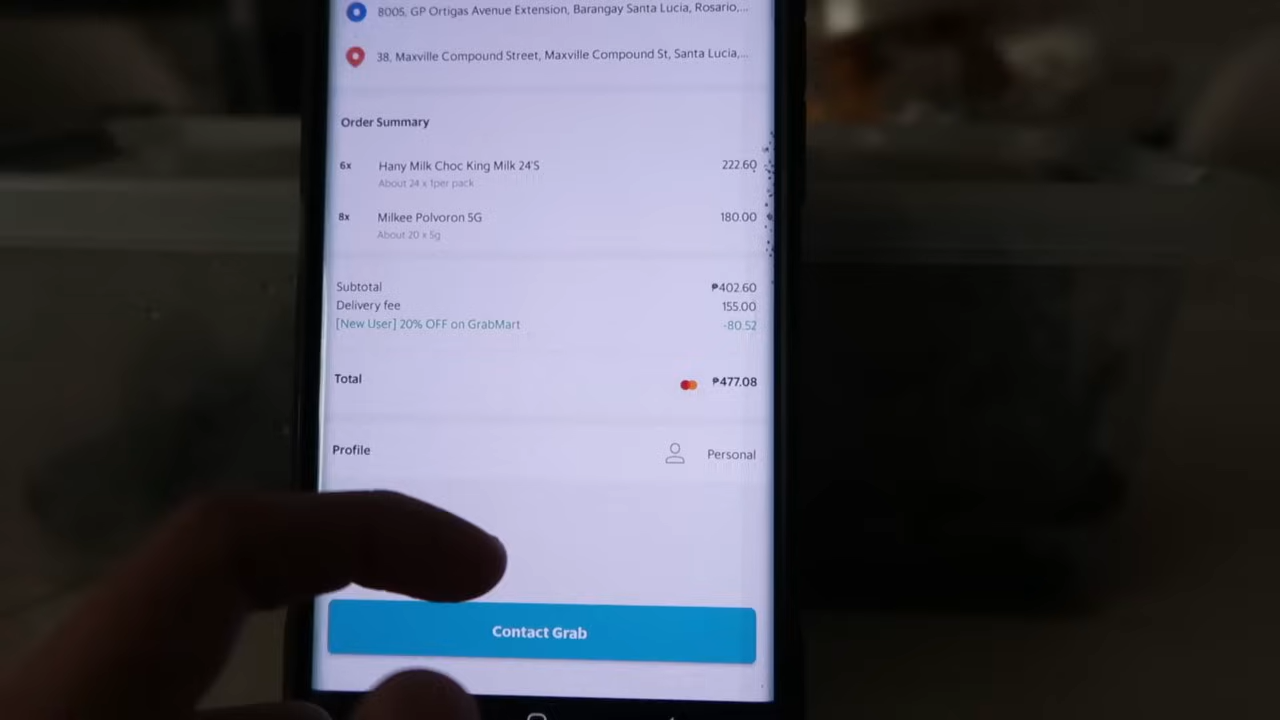 8005, GP Ortigas Avenue Extension, Barangay Santa Lucia, Rosario,...
38, Maxville Compound Street, Maxville Compound St, Santa Lucia,...
Order Summary
6x Hany Milk Choc King Milk 24'S 222.60
About 24 x 1per pack
8x Milkee Polvoron 5G 180.00
About 20 x 5g
Subtotal ₱402.60
Delivery fee 155.00
[New User] 20% OFF on GrabMart -80.52
Total ₱477.08
Profile Personal
Contact Grab